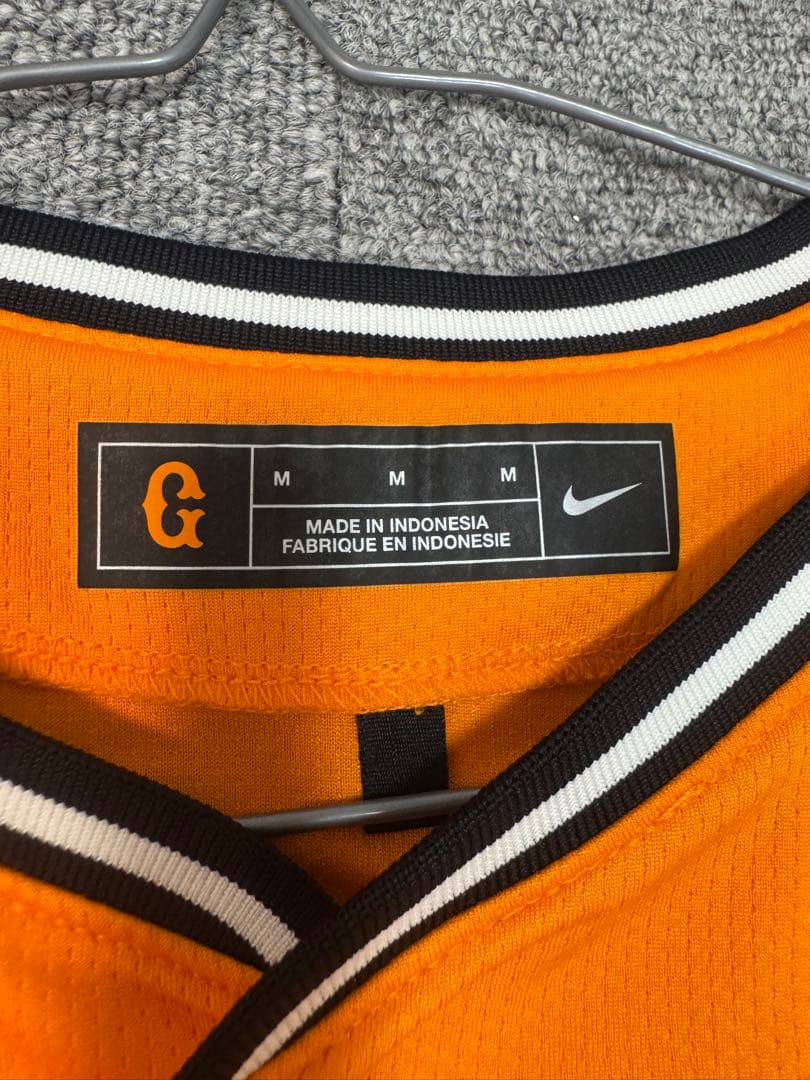 G
M M M
MADE IN INDONESIA
FABRIQUE EN INDONESIE